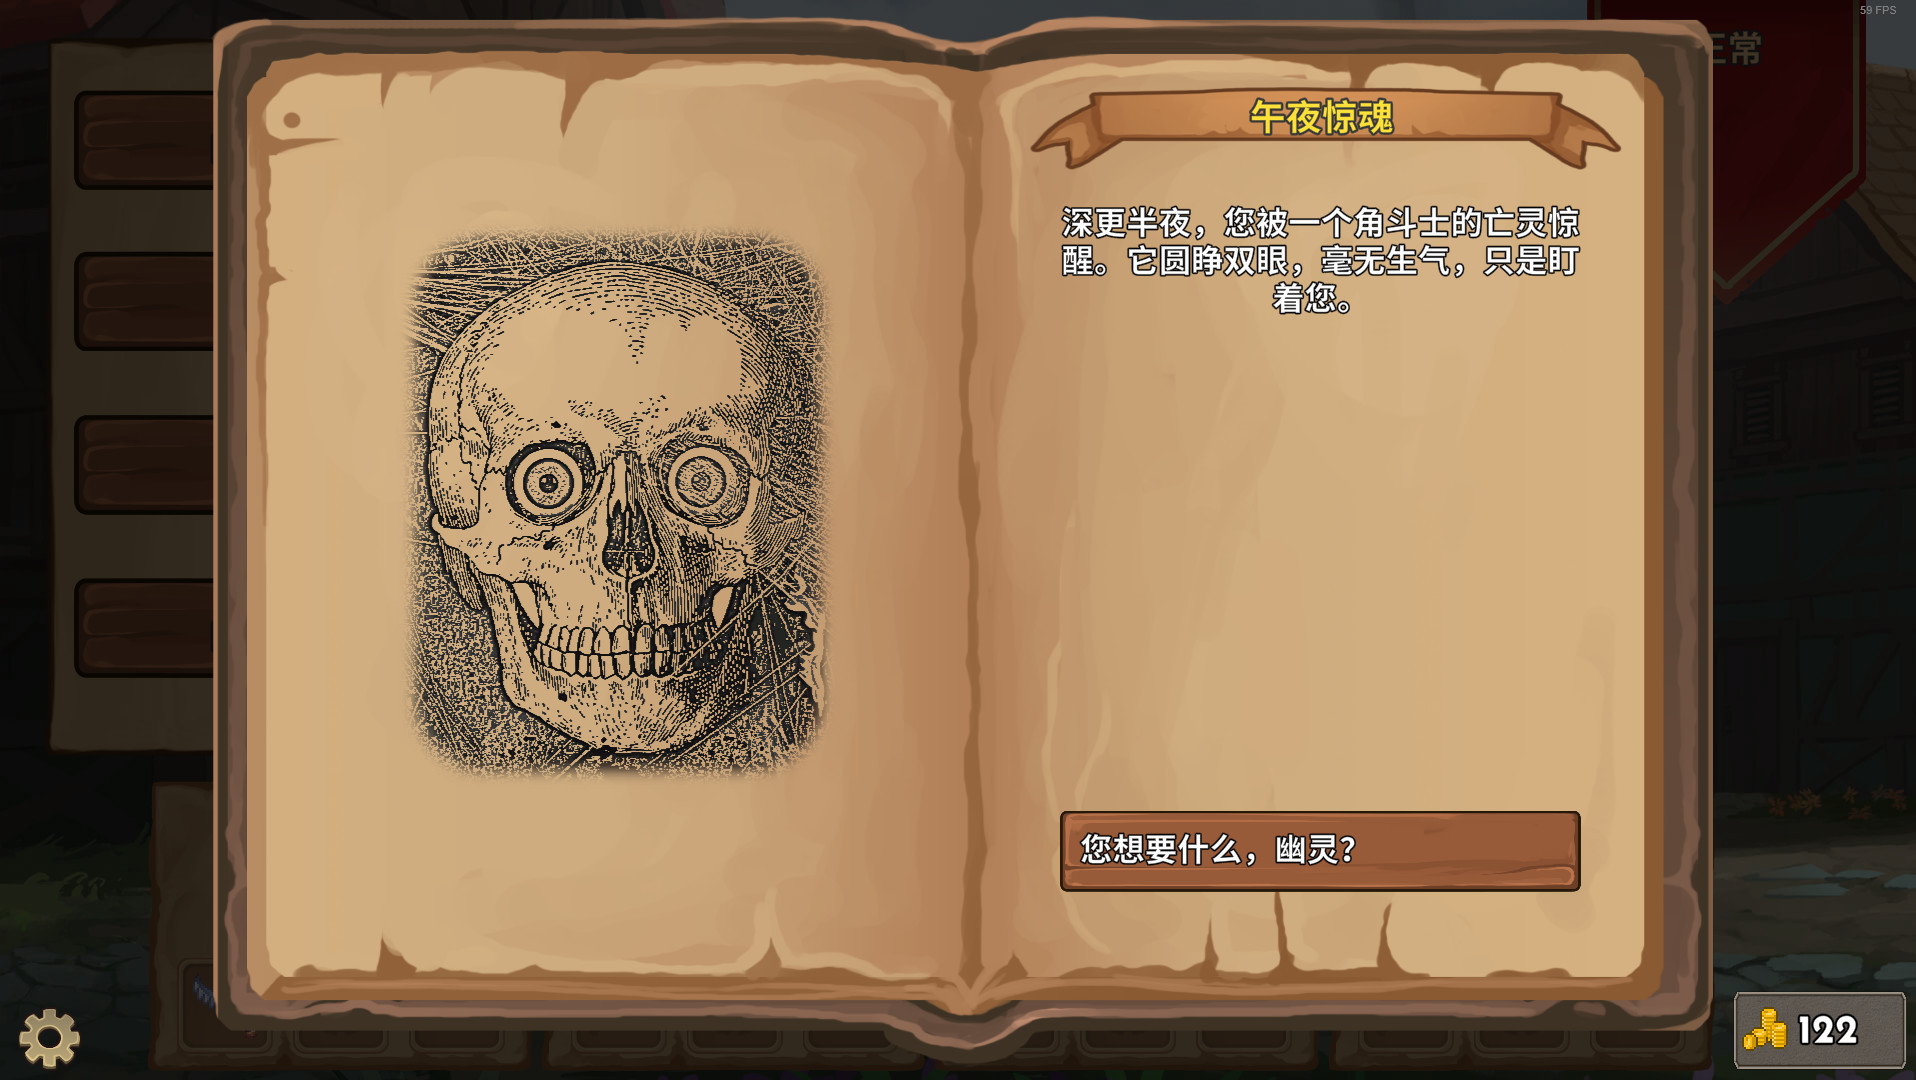 59 FPS
正常
午夜惊魂
深更半夜，您被一个角斗士的亡灵惊
醒。它圆睁双眼，毫无生气，只是盯
着您。
您想要什么，幽灵？
122